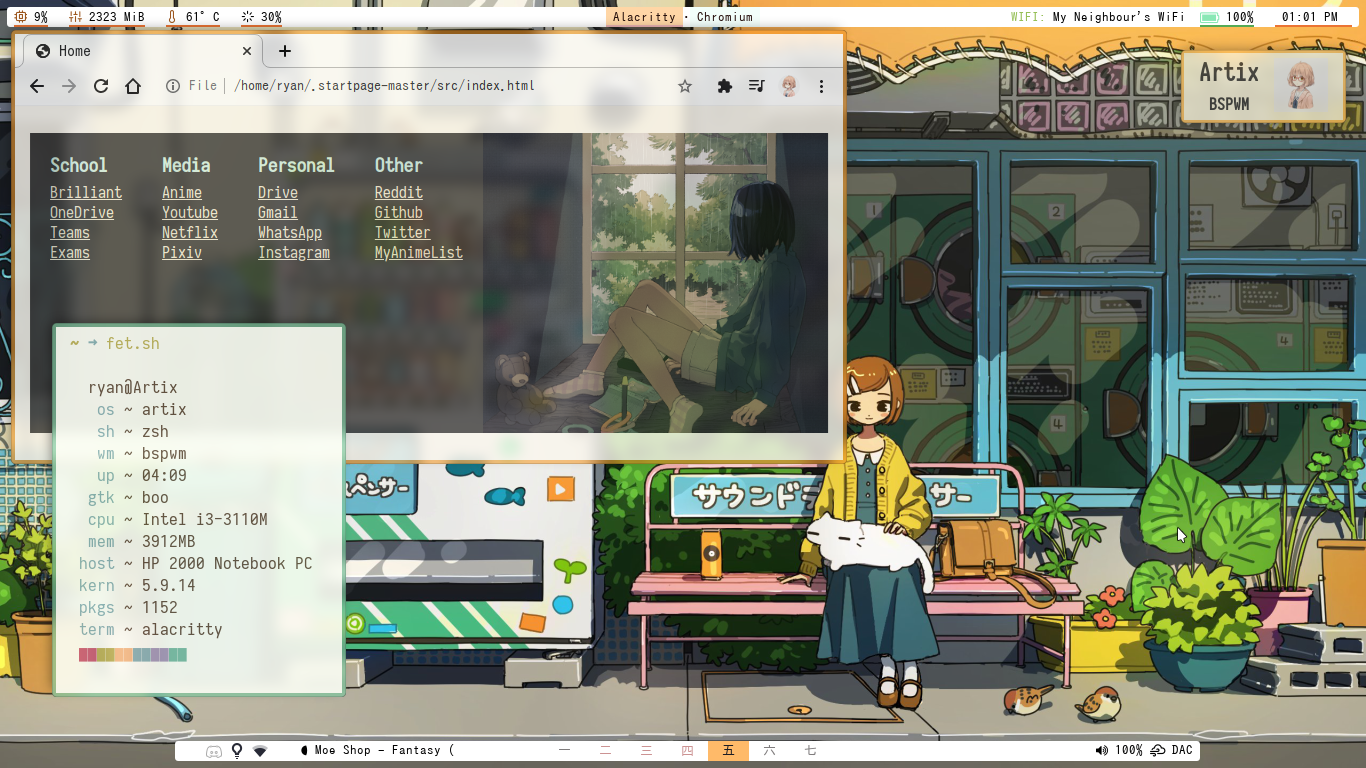 9% 2323 MiB 61° C 30% Alacritty · Chromium WIFI: My Neighbour's WiFi 100% 01:01 PM
Home
File /home/ryan/.startpage-master/src/index.html
Artix
BSPWM
School Media Personal Other
Brilliant Anime Drive Reddit
OneDrive Youtube Gmail Github
Teams Netflix WhatsApp Twitter
Exams Pixiv Instagram MyAnimeList
1 2
4
4
~ ➜ fet.sh
ryan@Artix
os ~ artix
sh ~ zsh
wm ~ bspwm
up ~ 04:09
gtk ~ boo
cpu ~ Intel i3-3110M
mem ~ 3912MB
host ~ HP 2000 Notebook PC
kern ~ 5.9.14
pkgs ~ 1152
term ~ alacritty
ペンサー
サウンド
サー
Moe Shop - Fantasy ( 一 二 三 四 五 六 七 100% DAC